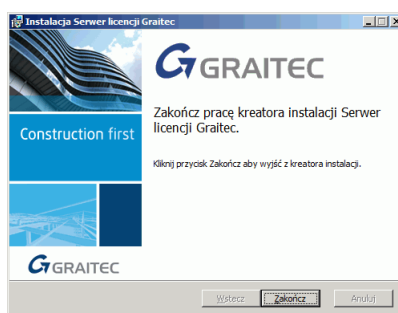 Instalacja Serwer licencji Graitec
GRAITEC
Zakończ pracę kreatora instalacji Serwer
licencji Graitec.
Construction first
Kliknij przycisk Zakończ aby wyjść z kreatora instalacji.
GRAITEC
Wstecz
Zakończ
Anuluj